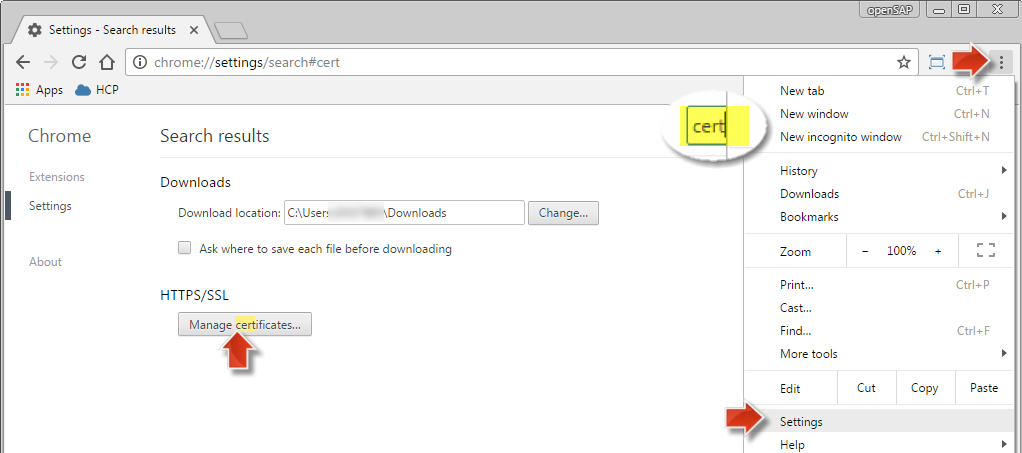 openSAP
Settings - Search results
chrome://settings/search#cert
Apps HCP
Chrome
Extensions
Settings
About
Search results
cert
Downloads
Download location: C:\Users \Downloads Change...
Ask where to save each file before downloading
HTTPS/SSL
Manage certificates...
New tab Ctrl+T
New window Ctrl+N
New incognito window Ctrl+Shift+N
History
Downloads Ctrl+J
Bookmarks
Zoom − 100% +
Print... Ctrl+P
Cast...
Find... Ctrl+F
More tools
Edit Cut Copy Paste
Settings
Help